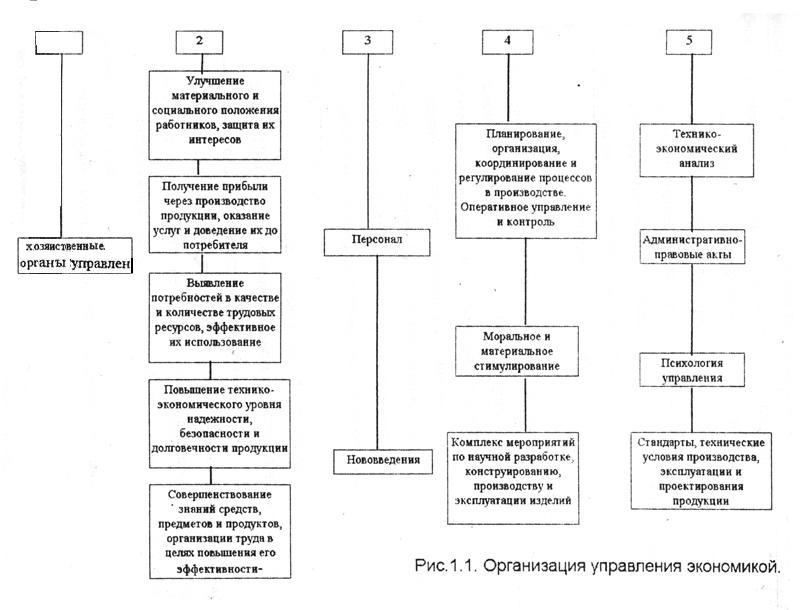 2
3
4
5
хозяйственные.
органы управлен
Улучшение
материального и
социального положения
работников, защита их
интересов
Получение прибыли
через производство
продукции, оказание
услуг и доведение их до
потребителя
Выявление
потребностей в качестве
и количестве трудовых
ресурсов, эффективное
их использование
Повышение технико-
экономического уровня
надежности,
безопасности и
долговечности продукции
Совершенствование
знаний средств,
предметов и продуктов,
организации труда в
целях повышения его
эффективности-
Персонал
Нововведения
Планирование,
организация,
координирование и
регулирование процессов
в производстве.
Оперативное управление
и контроль
Моральное и
материальное
стимулирование
Комплекс мероприятий
по научной разработке,
конструированию,
производству и
эксплуатации изделий
Технико-
экономический
анализ
Административно-
правовые акты
Психология
управления
Стандарты, технические
условия производства,
эксплуатации и
проектирования
продукции
Рис.1.1. Организация управления экономикой.